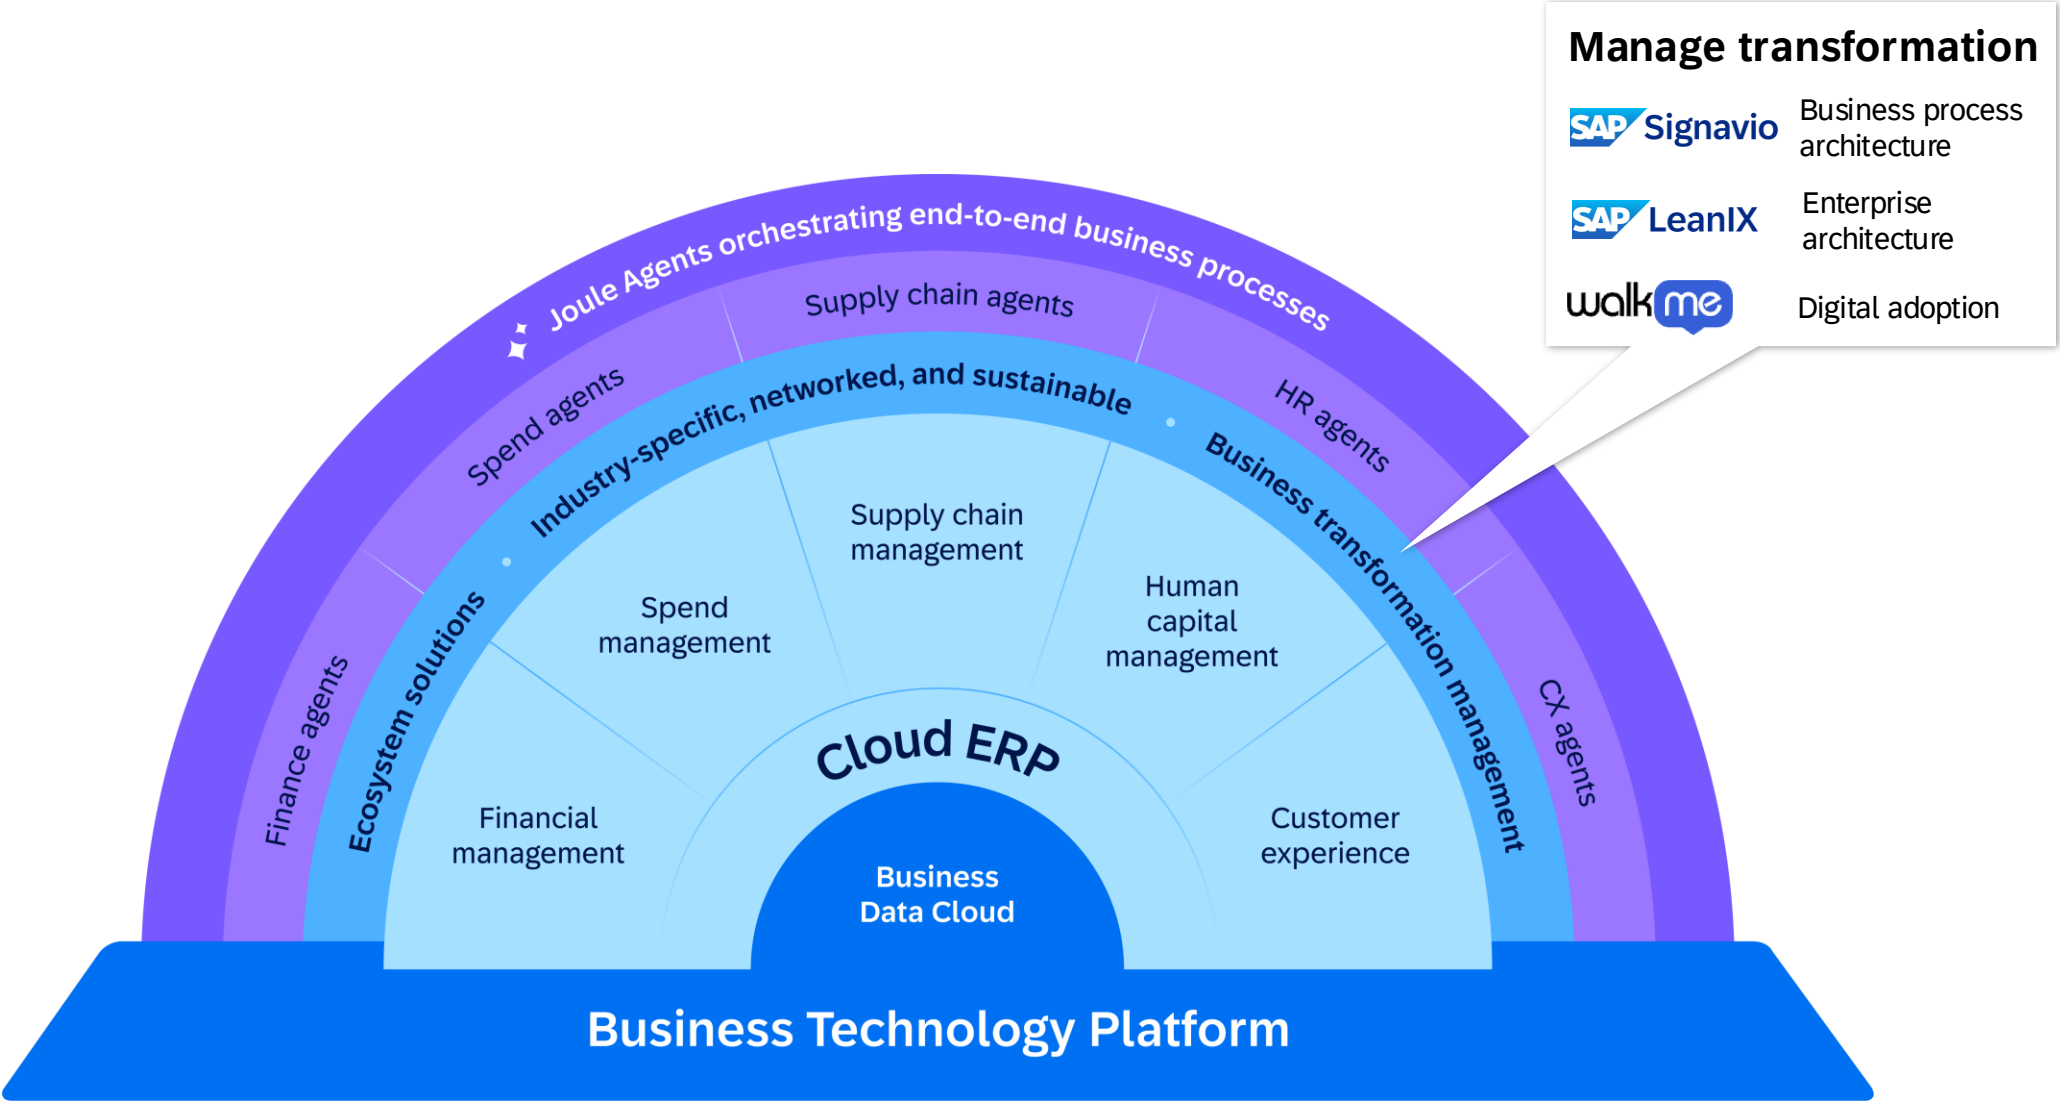 Manage transformation
SAP Signavio
Business process
architecture
SAP LeanIX
Enterprise
architecture
walkme
Digital adoption
Joule Agents orchestrating end-to-end business processes
Finance agents
Spend agents
Supply chain agents
HR agents
CX agents
Ecosystem solutions • Industry-specific, networked, and sustainable • Business transformation management
Financial
management
Spend
management
Supply chain
management
Human
capital
management
Customer
experience
Cloud ERP
Business
Data Cloud
Business Technology Platform